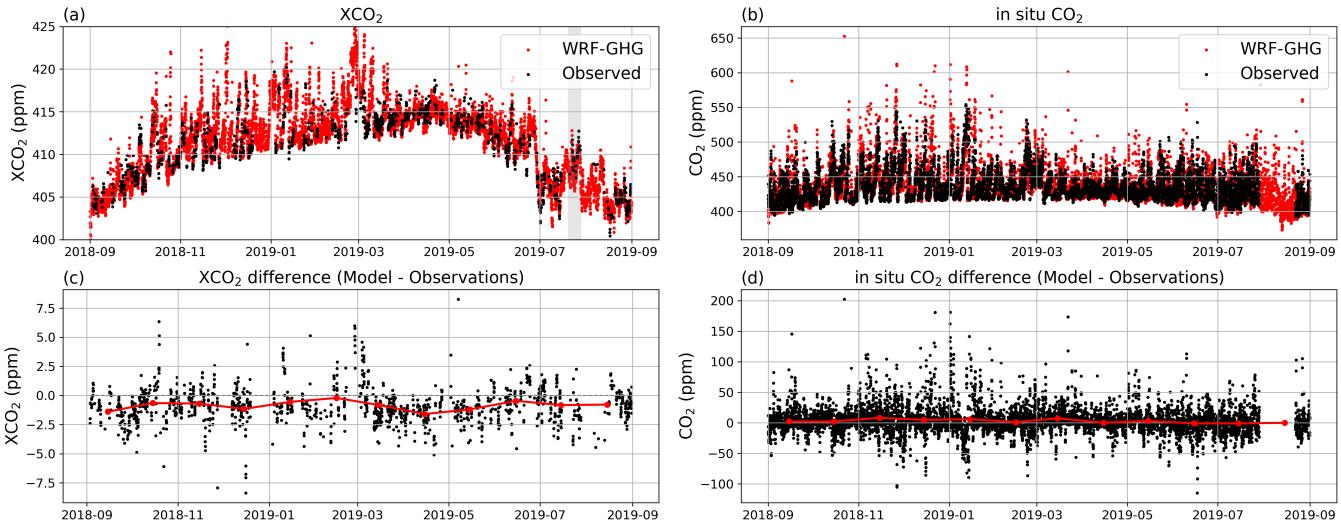 (a) XCO₂
XCO₂ (ppm)
425
420
415
410
405
400
WRF-GHG
Observed
2018-09 2018-11 2019-01 2019-03 2019-05 2019-07 2019-09
(b) in situ CO₂
CO₂ (ppm)
650
600
550
500
450
400
WRF-GHG
Observed
2018-09 2018-11 2019-01 2019-03 2019-05 2019-07 2019-09
(c) XCO₂ difference (Model - Observations)
XCO₂ (ppm)
7.5
5.0
2.5
0.0
−2.5
−5.0
−7.5
2018-09 2018-11 2019-01 2019-03 2019-05 2019-07 2019-09
(d) in situ CO₂ difference (Model - Observations)
CO₂ (ppm)
200
150
100
50
0
−50
−100
2018-09 2018-11 2019-01 2019-03 2019-05 2019-07 2019-09